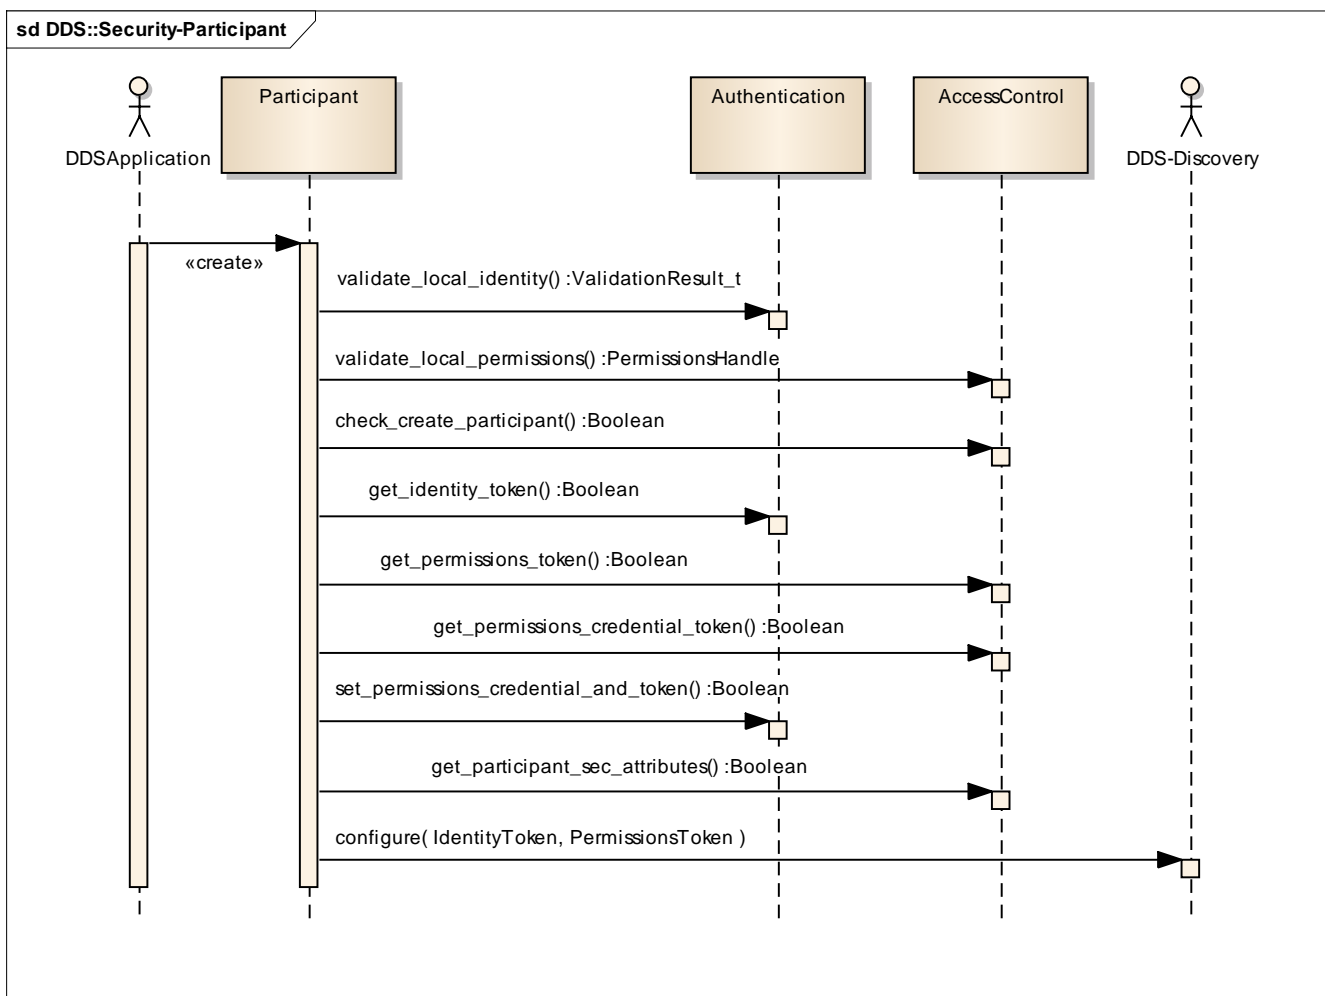 sd DDS::Security-Participant
Participant
Authentication
AccessControl
DDSApplication
DDS-Discovery
«create»
validate_local_identity() :ValidationResult_t
validate_local_permissions() :PermissionsHandle
check_create_participant() :Boolean
get_identity_token() :Boolean
get_permissions_token() :Boolean
get_permissions_credential_token() :Boolean
set_permissions_credential_and_token() :Boolean
get_participant_sec_attributes() :Boolean
configure( IdentityToken, PermissionsToken )